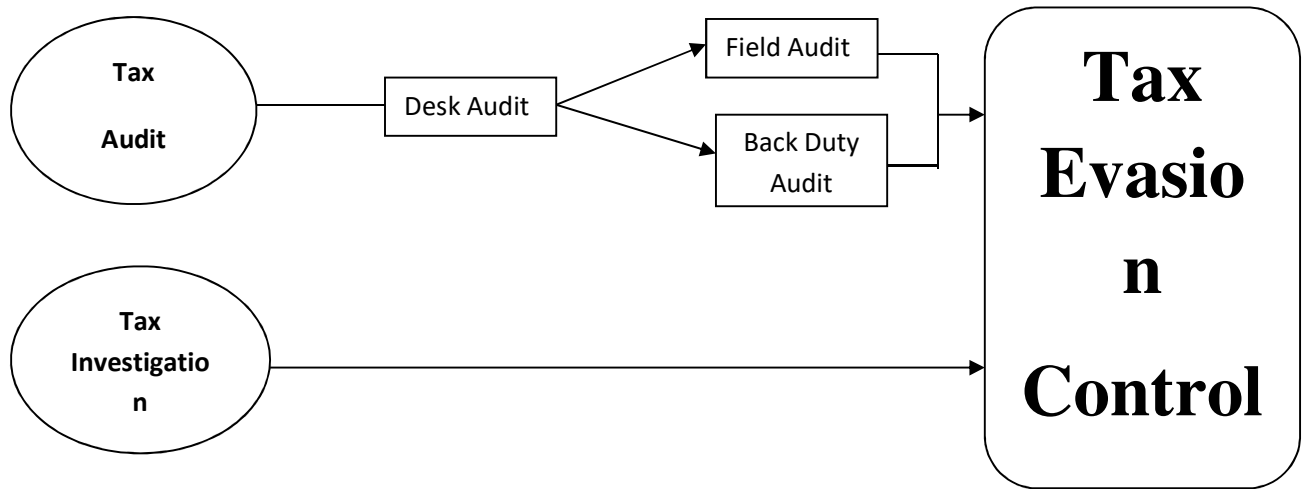 Tax
Audit
Desk Audit
Field Audit
Back Duty
Audit
Tax
Investigatio
n
Tax
Evasio
n
Control